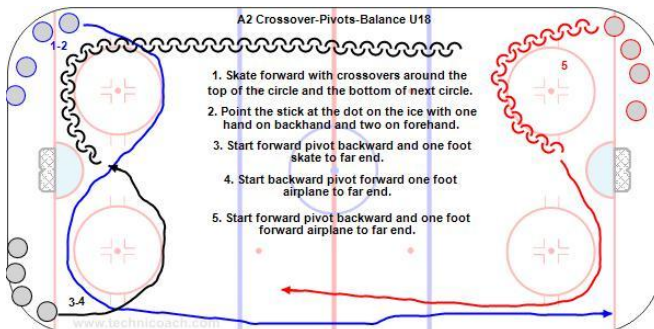 A2 Crossover-Pivots-Balance U18
1-2
5
1. Skate forward with crossovers around the
top of the circle and the bottom of next circle.
2. Point the stick at the dot on the ice with one
hand on backhand and two on forehand.
3. Start forward pivot backward and one foot
skate to far end.
4. Start backward pivot forward one foot
airplane to far end.
5. Start forward pivot backward and one foot
forward airplane to far end.
3-4
www.technicoach.com